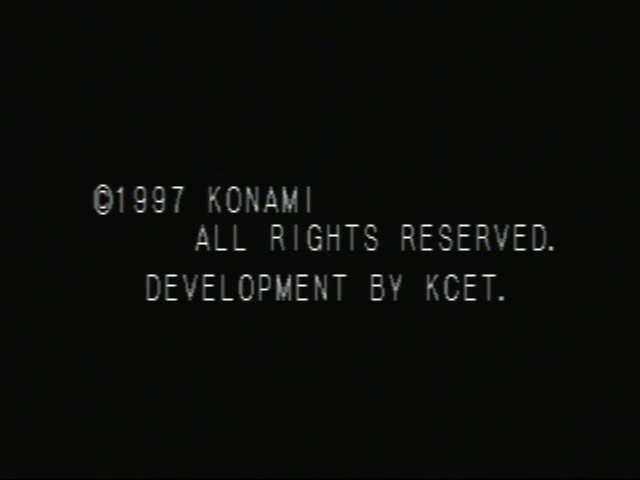 ©1997 KONAMI
ALL RIGHTS RESERVED.
DEVELOPMENT BY KCET.